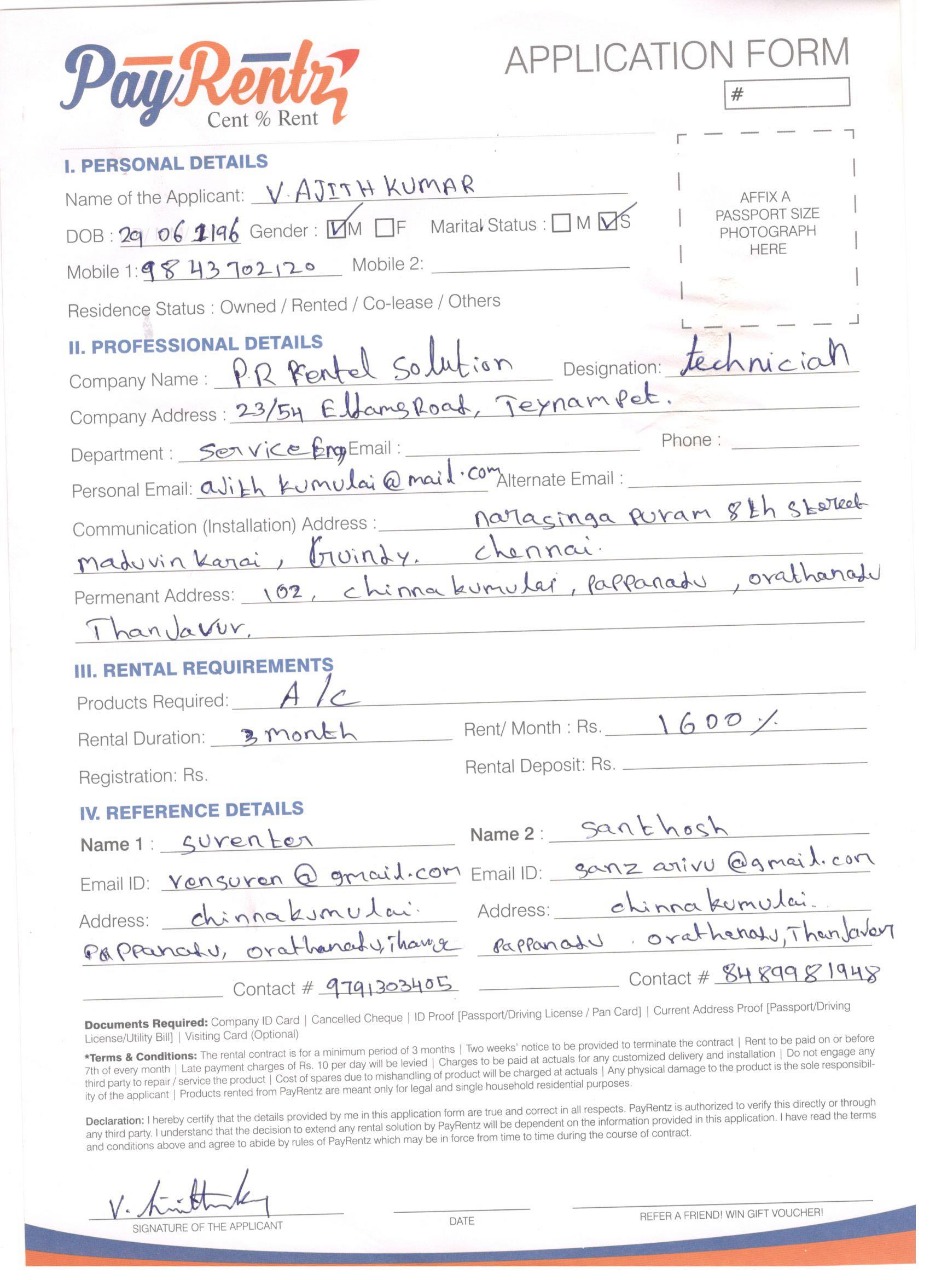 PayRentz
Cent % Rent
APPLICATION FORM
#
I. PERSONAL DETAILS
Name of the Applicant: V. AJITH KUMAR
DOB : 29 06 1196 Gender : M F Marital Status : M S
Mobile 1: 9843702120 Mobile 2:
AFFIX A
PASSPORT SIZE
PHOTOGRAPH
HERE
Residence Status : Owned / Rented / Co-lease / Others
II. PROFESSIONAL DETAILS
Company Name : P.R Rentel Solution Designation: technician
Company Address : 23/54 Eldams Road, Teynampet.
Department : Service Eng Email : Phone :
Personal Email: ajith kumulai@mail.com Alternate Email :
Communication (Installation) Address : narasinga puram 8th street
maduvin karai, Guindy. chennai.
Permenant Address: 102, chinna kumulai, pappanadu, orathanadu
Thanjavur.
III. RENTAL REQUIREMENTS
Products Required: A/c
Rental Duration: 3 month Rent/ Month : Rs. 1600 %
Registration: Rs. Rental Deposit: Rs.
IV. REFERENCE DETAILS
Name 1 : surenter Name 2 : santhosh
Email ID: vensuren@gmail.com Email ID: sanz arivu@gmail.com
Address: chinnakumulai. Address: chinnakumulai.
pappanadu, orathanadu, pappanadu. orathanadu, Thanjavur
Contact # 9791303405 Contact # 8489981948
Documents Required: Company ID Card | Cancelled Cheque | ID Proof [Passport/Driving License / Pan Card] | Current Address Proof [Passport/Driving
License/Utility Bill] | Visiting Card (Optional)
*Terms & Conditions: The rental contract is for a minimum period of 3 months | Two weeks' notice to be provided to terminate the contract | Rent to be paid on or before
7th of every month | Late payment charges of Rs. 10 per day will be levied | Charges to be paid at actuals for any customized delivery and installation | Do not engage any
third party to repair / service the product | Cost of spares due to mishandling of product will be charged at actuals | Any physical damage to the product is the sole responsibil-
ity of the applicant | Products rented from PayRentz are meant only for legal and single household residential purposes.
Declaration: I hereby certify that the details provided by me in this application form are true and correct in all respects. PayRentz is authorized to verify this directly or through
any third party. I understand that the decision to extend any rental solution by PayRentz will be dependent on the information provided in this application. I have read the terms
and conditions above and agree to abide by rules of PayRentz which may be in force from time to time during the course of contract.
V.
SIGNATURE OF THE APPLICANT
DATE
REFER A FRIEND! WIN GIFT VOUCHER!